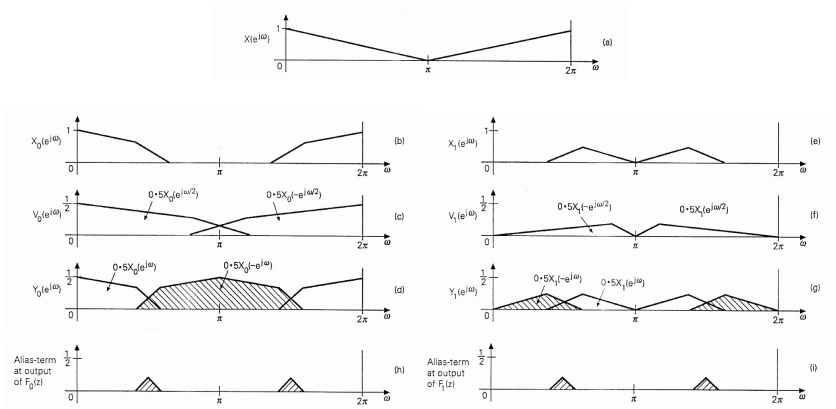 X(e^jω)
1
0
π
2π
ω
(a)
X₀(e^jω)
1
0
π
2π
ω
(b)
V₀(e^jω)
1/2
0·5X₀(e^jω/2)
0·5X₀(-e^jω/2)
0
π
2π
ω
(c)
Y₀(e^jω)
1/2
0·5X₀(e^jω)
0·5X₀(-e^jω)
0
π
2π
ω
(d)
Alias-term
at output
of F₀(z)
1/2
0
π
2π
ω
(h)
X₁(e^jω)
1
0
π
2π
ω
(e)
V₁(e^jω)
1/2
0·5X₁(-e^jω/2)
0·5X₁(e^jω/2)
0
π
2π
ω
(f)
Y₁(e^jω)
1/2
0·5X₁(-e^jω)
0·5X₁(e^jω)
0
π
2π
ω
(g)
Alias-term
at output
of F₁(z)
1/2
0
π
2π
ω
(i)